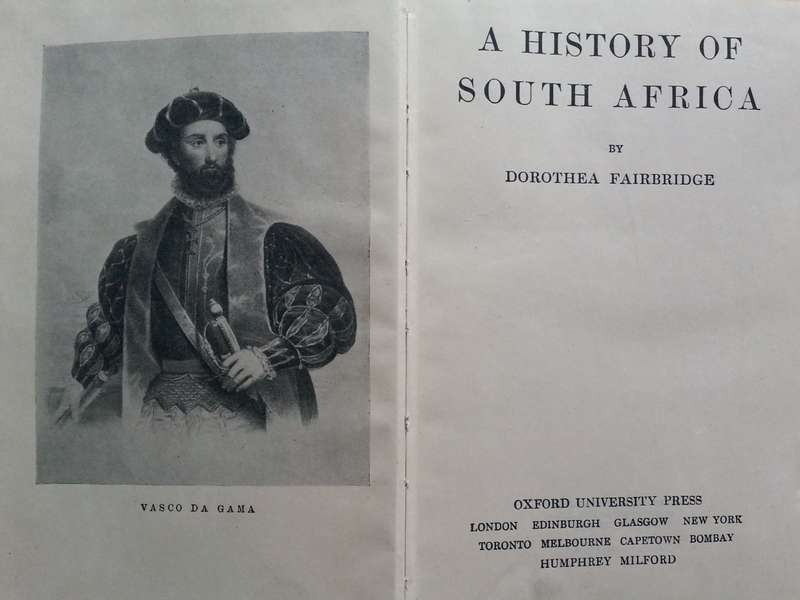 VASCO DA GAMA
A HISTORY OF
SOUTH AFRICA
BY
DOROTHEA FAIRBRIDGE
OXFORD UNIVERSITY PRESS
LONDON EDINBURGH GLASGOW NEW YORK
TORONTO MELBOURNE CAPETOWN BOMBAY
HUMPHREY MILFORD